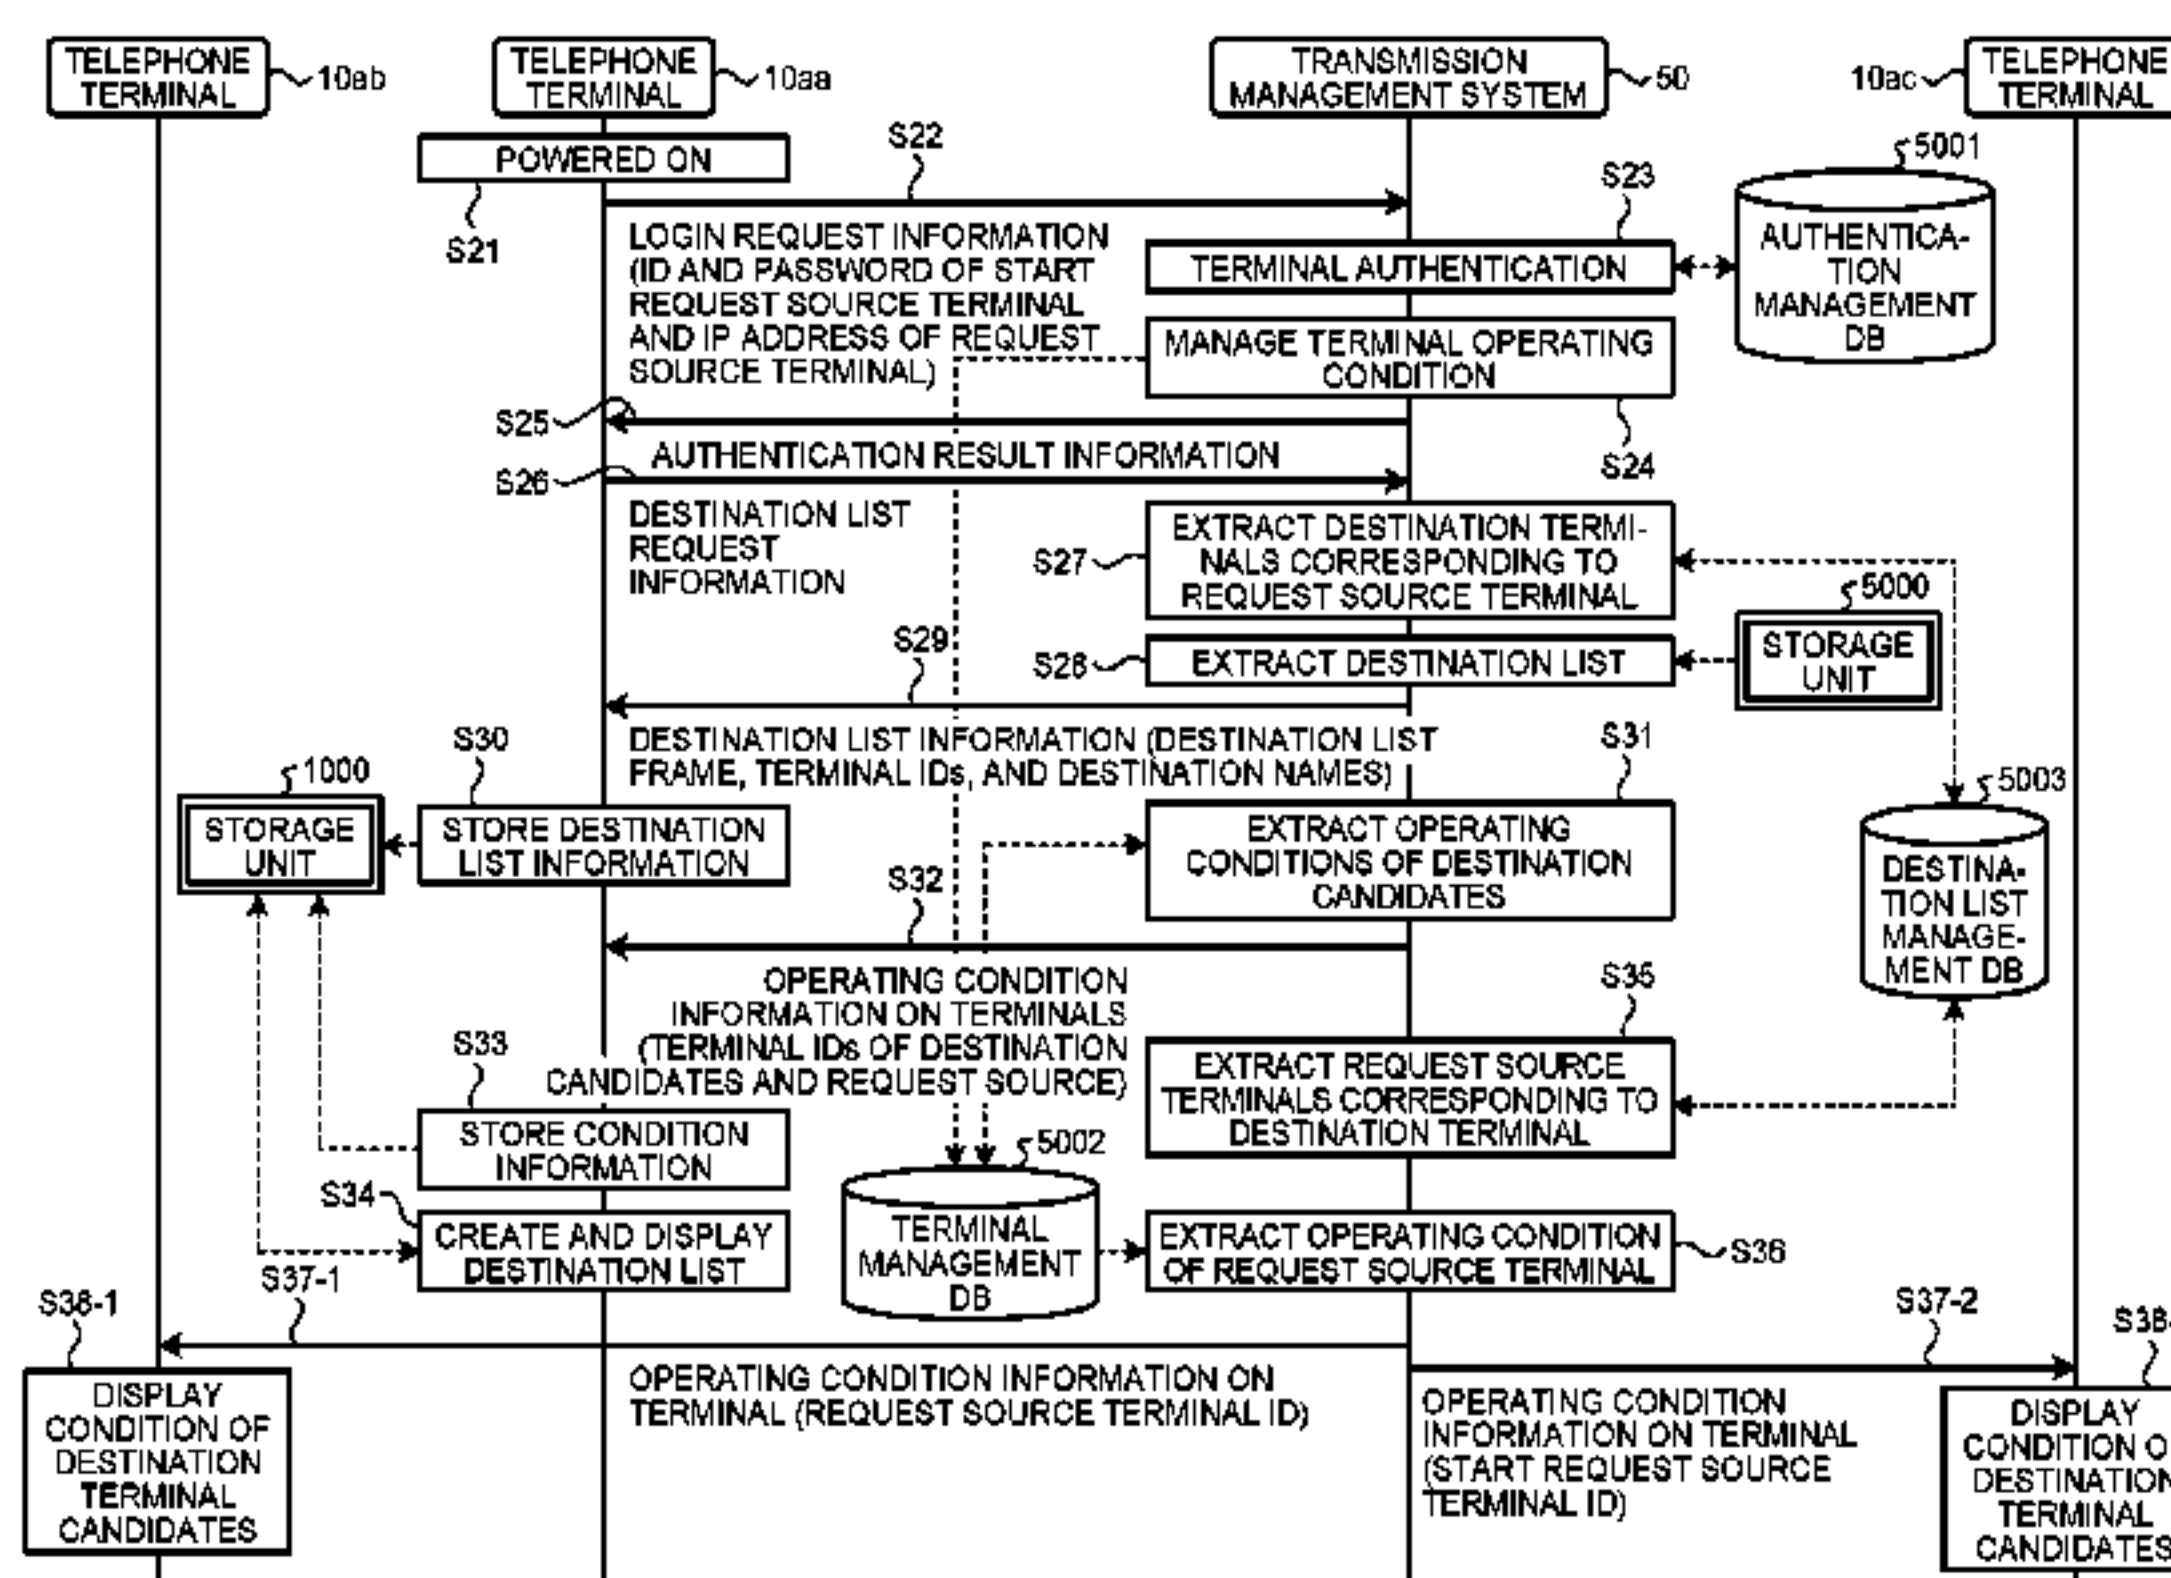 TELEPHONE
TERMINAL
10ab
TELEPHONE
TERMINAL
10aa
TRANSMISSION
MANAGEMENT SYSTEM
50
10ac
TELEPHONE
TERMINAL
POWERED ON
S21
S22
LOGIN REQUEST INFORMATION
(ID AND PASSWORD OF START
REQUEST SOURCE TERMINAL
AND IP ADDRESS OF REQUEST
SOURCE TERMINAL)
S23
TERMINAL AUTHENTICATION
5001
AUTHENTICA-
TION
MANAGEMENT
DB
MANAGE TERMINAL OPERATING
CONDITION
S24
S25
AUTHENTICATION RESULT INFORMATION
S26
DESTINATION LIST
REQUEST
INFORMATION
S27
EXTRACT DESTINATION TERMI-
NALS CORRESPONDING TO
REQUEST SOURCE TERMINAL
5000
STORAGE
UNIT
S28
EXTRACT DESTINATION LIST
S29
DESTINATION LIST INFORMATION (DESTINATION LIST
FRAME, TERMINAL IDs, AND DESTINATION NAMES)
S30
1000
STORAGE
UNIT
STORE DESTINATION
LIST INFORMATION
S31
EXTRACT OPERATING
CONDITIONS OF DESTINATION
CANDIDATES
5003
DESTINA-
TION LIST
MANAGE-
MENT DB
S32
OPERATING CONDITION
INFORMATION ON TERMINALS
(TERMINAL IDs OF DESTINATION
CANDIDATES AND REQUEST SOURCE)
S33
STORE CONDITION
INFORMATION
S35
EXTRACT REQUEST SOURCE
TERMINALS CORRESPONDING TO
DESTINATION TERMINAL
S34
CREATE AND DISPLAY
DESTINATION LIST
5002
TERMINAL
MANAGEMENT
DB
EXTRACT OPERATING CONDITION
OF REQUEST SOURCE TERMINAL
S36
S37-1
OPERATING CONDITION INFORMATION ON
TERMINAL (REQUEST SOURCE TERMINAL ID)
S37-2
OPERATING CONDITION
INFORMATION ON TERMINAL
(START REQUEST SOURCE
TERMINAL ID)
S38-1
DISPLAY
CONDITION OF
DESTINATION
TERMINAL
CANDIDATES
S38-
DISPLAY
CONDITION O
DESTINATION
TERMINAL
CANDIDATES